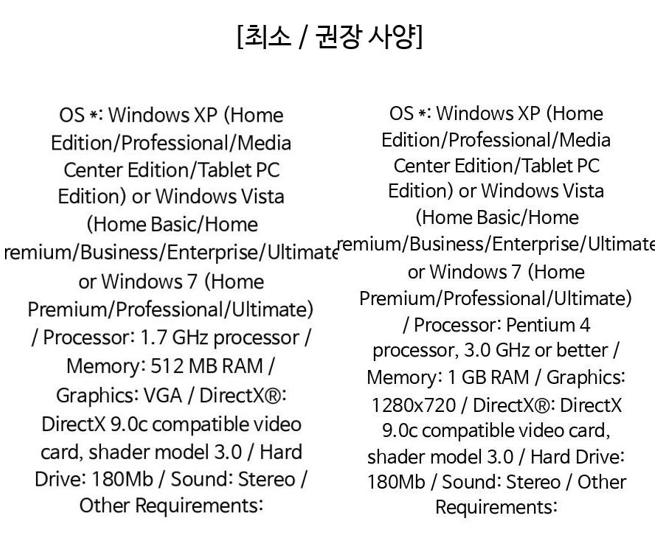 [최소 / 권장 사양]
OS *: Windows XP (Home
Edition/Professional/Media
Center Edition/Tablet PC
Edition) or Windows Vista
(Home Basic/Home
remium/Business/Enterprise/Ultimate
or Windows 7 (Home
Premium/Professional/Ultimate)
/ Processor: 1.7 GHz processor /
Memory: 512 MB RAM /
Graphics: VGA / DirectX®:
DirectX 9.0c compatible video
card, shader model 3.0 / Hard
Drive: 180Mb / Sound: Stereo /
Other Requirements:
OS *: Windows XP (Home
Edition/Professional/Media
Center Edition/Tablet PC
Edition) or Windows Vista
(Home Basic/Home
remium/Business/Enterprise/Ultimate
or Windows 7 (Home
Premium/Professional/Ultimate)
/ Processor: Pentium 4
processor, 3.0 GHz or better /
Memory: 1 GB RAM / Graphics:
1280x720 / DirectX®: DirectX
9.0c compatible video card,
shader model 3.0 / Hard Drive:
180Mb / Sound: Stereo / Other
Requirements: